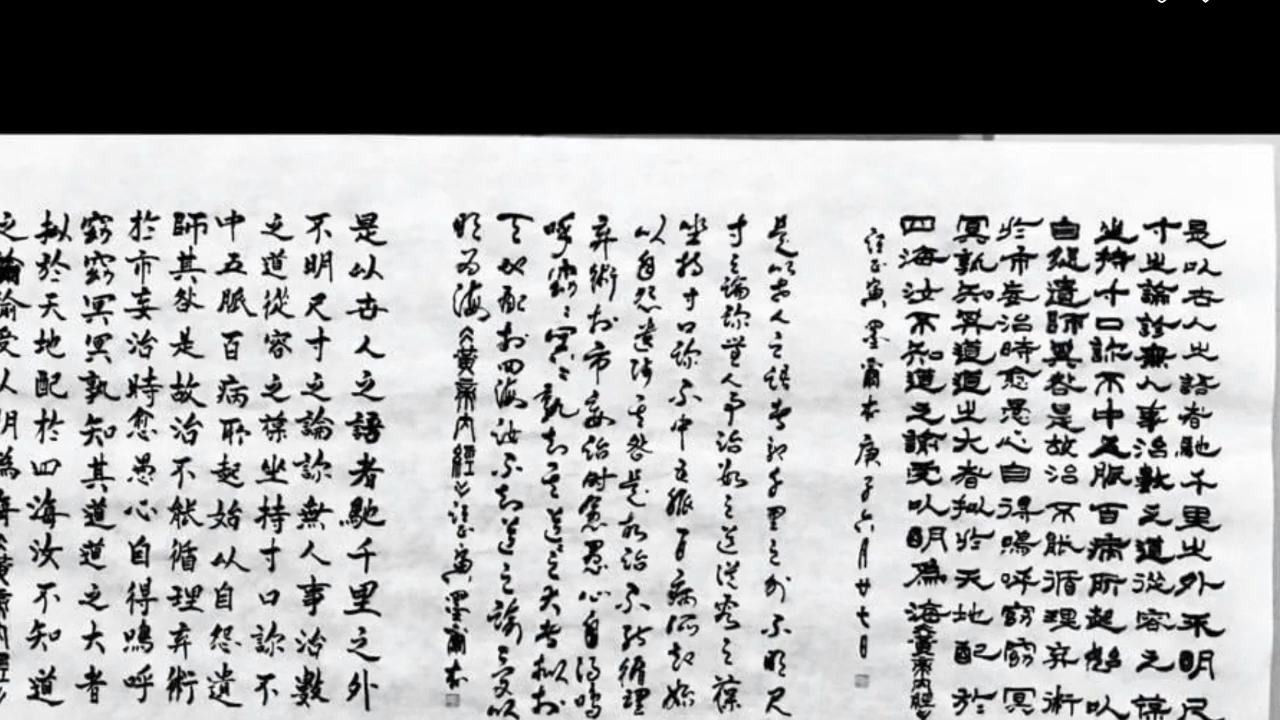 是以古人之語者馳千里之外不明尺
寸之論診無人事治數之道從容之葆
坐持寸口診不中五脈百病所起始以
自怨遺師其咎是故治不能循理弃術
於市妄治時愈愚心自得嗚呼窈窈冥
冥孰知其道道之大者拟於天地配於
四海汝不知道之諭受以明為海黃帝內經
墨爾本庚子六月廿七日
是以古人之語者馳千里之外不明尺
寸之論診無人事治數之道從容之葆
坐持寸口診不中五脈百病所起始
以自怨遺師其咎是故治不能循理
弃術於市妄治時愈愚心自得嗚
呼窈〻冥〻孰知其道道之大者拟於
天地配於四海汝不知道之諭受以
明為海《黃帝內經》墨爾本
是以古人之語者馳千里之外
不明尺寸之論診無人事治數
之道從容之葆坐持寸口診不
中五脈百病所起始以自怨遺
師其咎是故治不能循理弃術
於市妄治時愈愚心自得嗚呼
窈窈冥冥孰知其道道之大者
拟於天地配於四海汝不知道
之諭受以明為